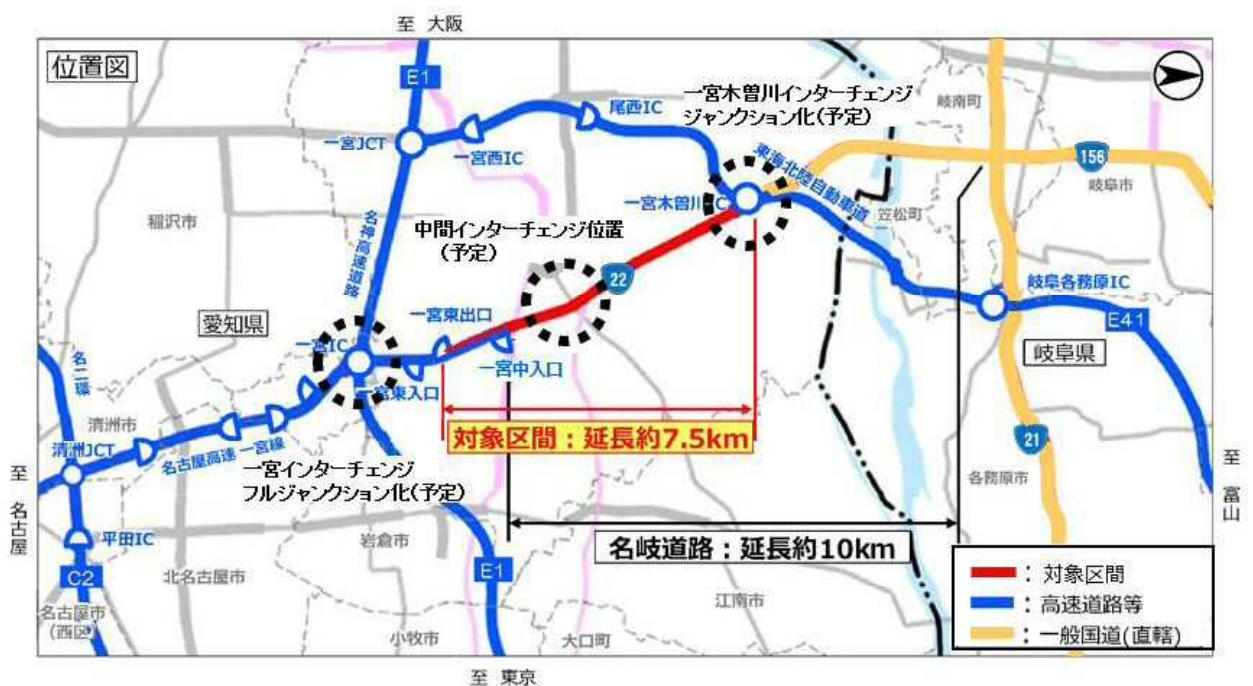 至 大阪
位置図
E1
一宮木曽川インターチェンジ
ジャンクション化(予定)
岐南町
尾西IC
一宮JCT
一宮西IC
156
岐阜市
東海北陸自動車道
稲沢市
一宮木曽川IC
笠松町
中間インターチェンジ位置
(予定)
名神高速道路
22
岐阜各務原IC
愛知県
一宮東出口
E41
一宮IC
岐阜県
名二環
一宮東入口
一宮中入口
清洲市
対象区間:延長約7.5km
21
清洲JCT
名古屋高速 一宮線
一宮インターチェンジ
フルジャンクション化(予定)
各務原市
至 名古屋
至 富山
平田IC
岩倉市
名岐道路:延長約10km
C2
北名古屋市
E1
江南市
名古屋市
(西区)
小牧市
大口町
:対象区間
:高速道路等
:一般国道(直轄)
至 東京